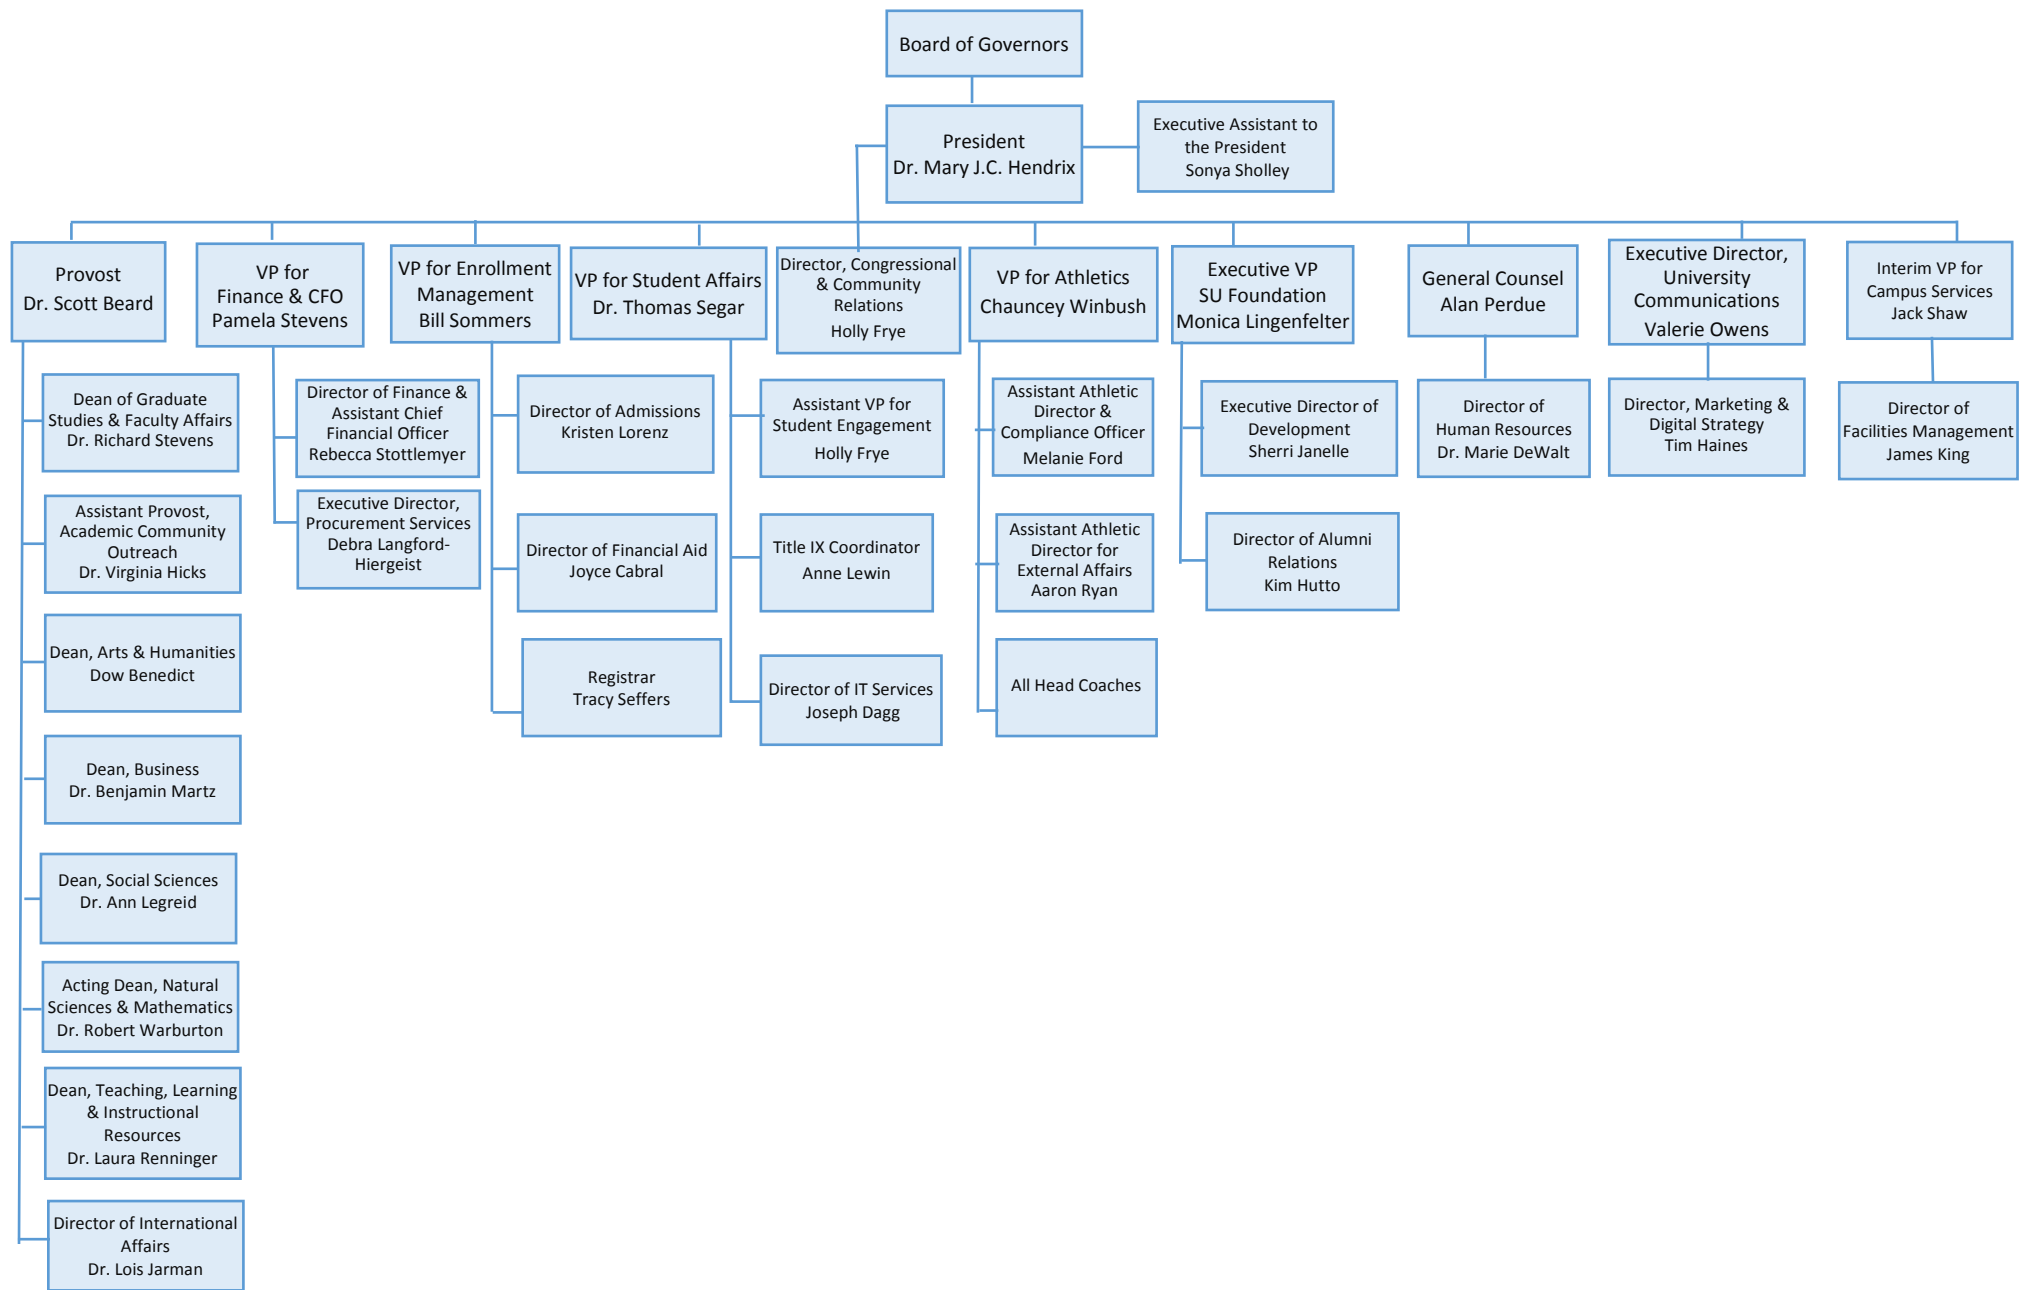 Board of Governors
President
Dr. Mary J.C. Hendrix
Executive Assistant to
the President
Sonya Sholley
Provost
Dr. Scott Beard
VP for
Finance & CFO
Pamela Stevens
VP for Enrollment
Management
Bill Sommers
VP for Student Affairs
Dr. Thomas Segar
Director, Congressional
& Community
Relations
Holly Frye
VP for Athletics
Chauncey Winbush
Executive VP
SU Foundation
Monica Lingenfelter
General Counsel
Alan Perdue
Executive Director,
University
Communications
Valerie Owens
Interim VP for
Campus Services
Jack Shaw
Dean of Graduate
Studies & Faculty Affairs
Dr. Richard Stevens
Assistant Provost,
Academic Community
Outreach
Dr. Virginia Hicks
Dean, Arts & Humanities
Dow Benedict
Dean, Business
Dr. Benjamin Martz
Dean, Social Sciences
Dr. Ann Legreid
Acting Dean, Natural
Sciences & Mathematics
Dr. Robert Warburton
Dean, Teaching, Learning
& Instructional
Resources
Dr. Laura Renninger
Director of International
Affairs
Dr. Lois Jarman
Director of Finance &
Assistant Chief
Financial Officer
Rebecca Stottlemyer
Executive Director,
Procurement Services
Debra Langford-
Hiergeist
Director of Admissions
Kristen Lorenz
Director of Financial Aid
Joyce Cabral
Registrar
Tracy Seffers
Assistant VP for
Student Engagement
Holly Frye
Title IX Coordinator
Anne Lewin
Director of IT Services
Joseph Dagg
Assistant Athletic
Director &
Compliance Officer
Melanie Ford
Assistant Athletic
Director for
External Affairs
Aaron Ryan
All Head Coaches
Executive Director of
Development
Sherri Janelle
Director of Alumni
Relations
Kim Hutto
Director of
Human Resources
Dr. Marie DeWalt
Director, Marketing &
Digital Strategy
Tim Haines
Director of
Facilities Management
James King